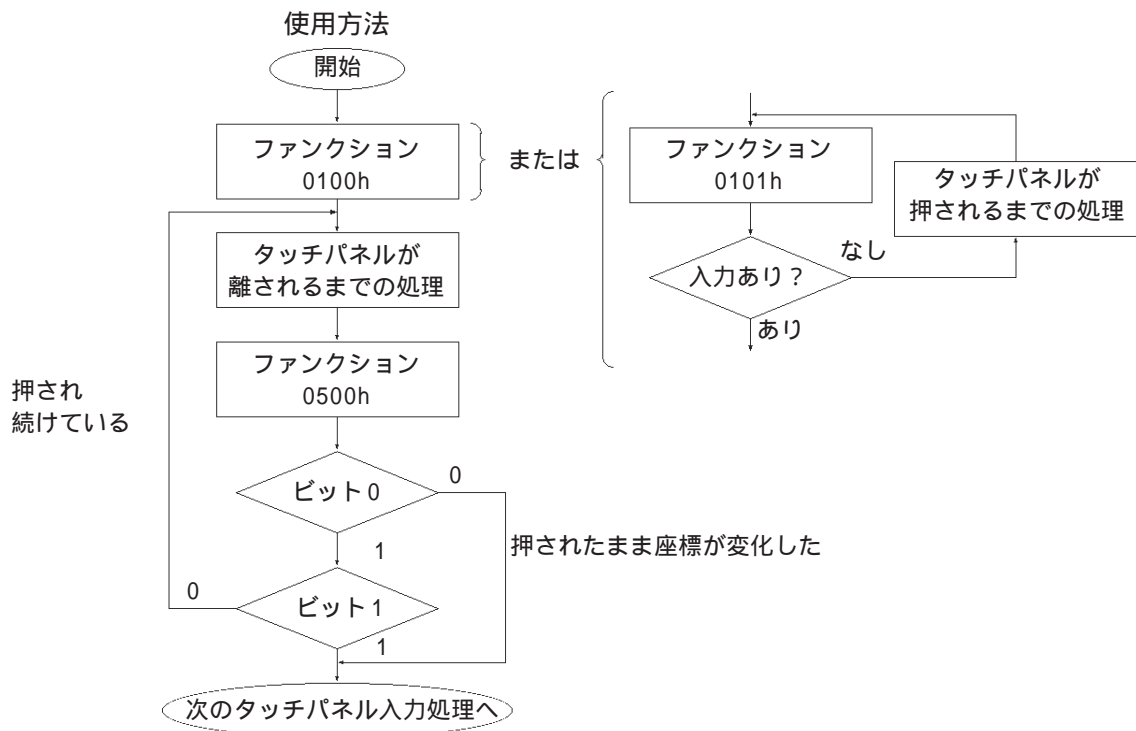 使用方法
開始
ファンクション
0100h
または
ファンクション
0101h
タッチパネルが
押されるまでの処理
入力あり？
なし
あり
タッチパネルが
離されるまでの処理
ファンクション
0500h
押され
続けている
ビット0
0
1
押されたまま座標が変化した
ビット1
0
1
次のタッチパネル入力処理へ